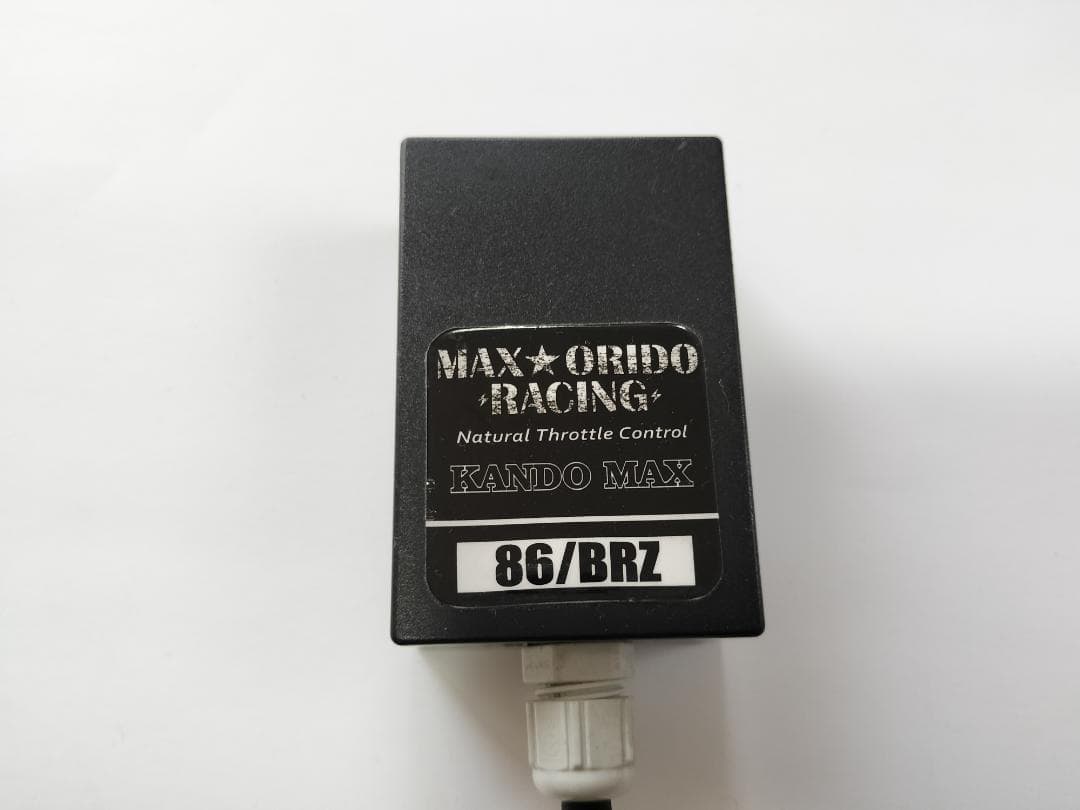 MAX★ORIDO
RACING
Natural Throttle Control
KANDO MAX
86/BRZ